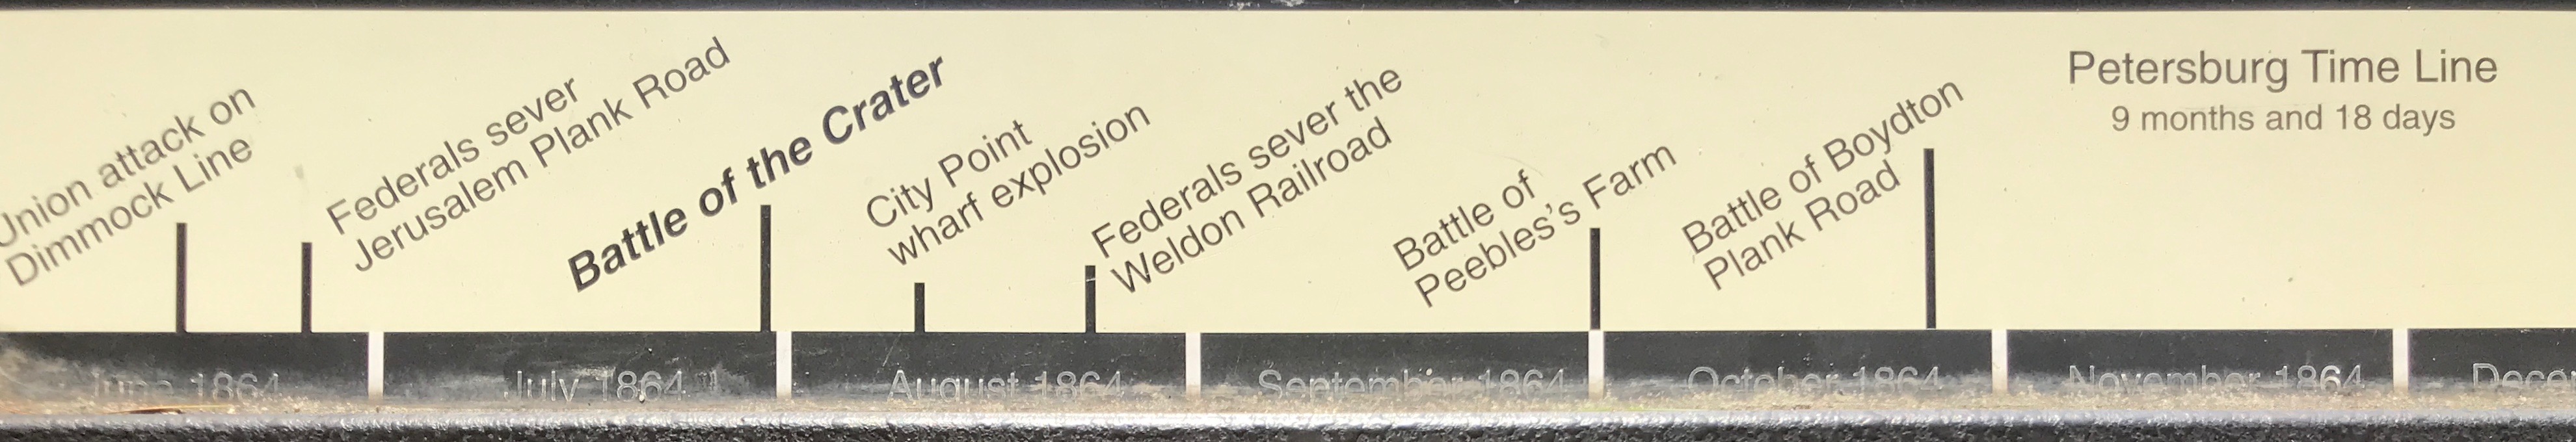 Union attack on
Dimmock Line
Federals sever
Jerusalem Plank Road
Battle of the Crater
City Point
wharf explosion
Federals sever the
Weldon Railroad
Battle of
Peebles's Farm
Battle of Boydton
Plank Road
Petersburg Time Line
9 months and 18 days
June 1864
July 1864
August 1864
September 1864
October 1864
November 1864